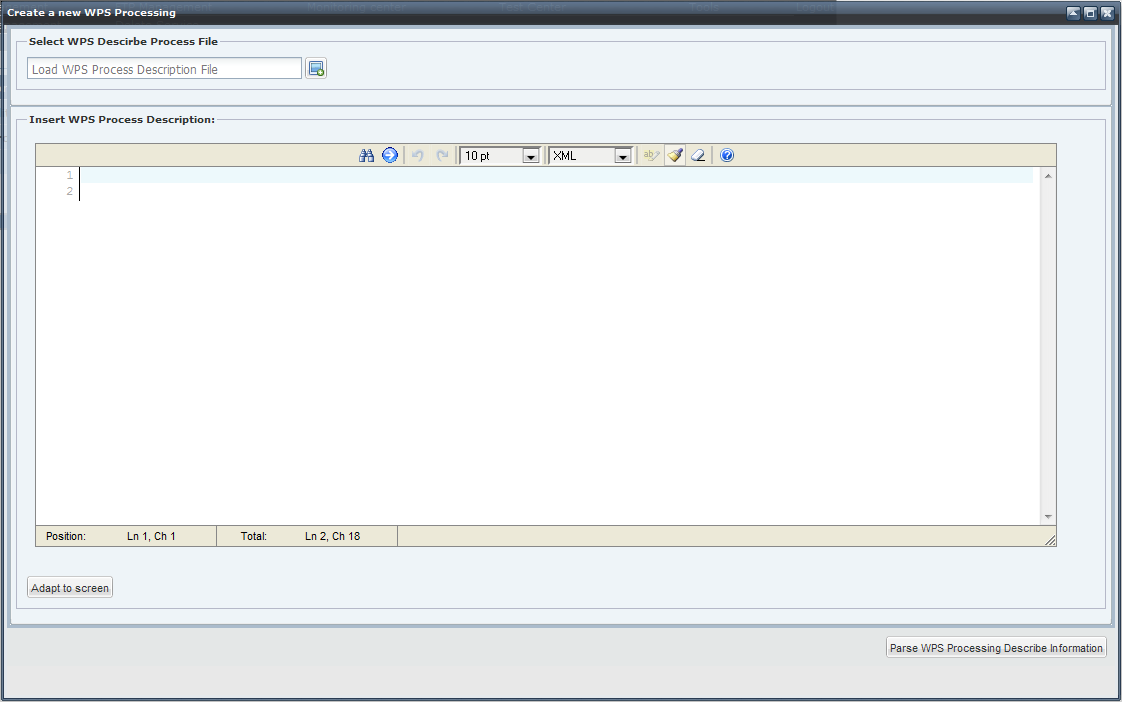 Create a new WPS Processing
Select WPS Descirbe Process File
Load WPS Process Description File
Insert WPS Process Description:
10 pt XML ab
1
2
Position: Ln 1, Ch 1 Total: Ln 2, Ch 18
Adapt to screen
Parse WPS Processing Describe Information